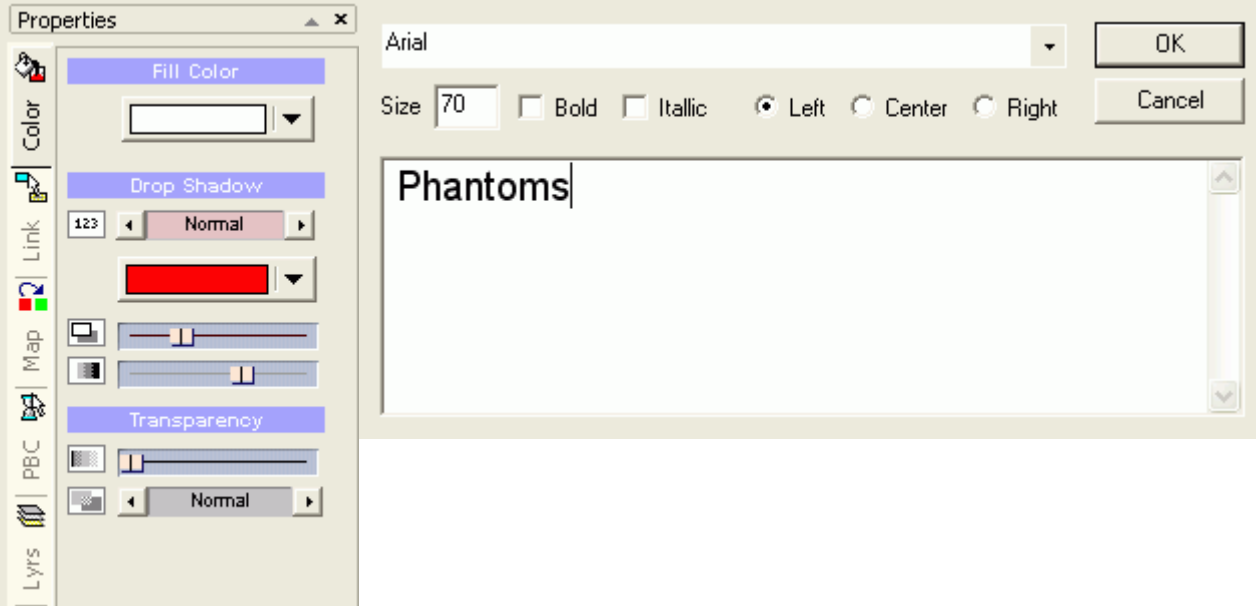 Properties
Color
Link
Map
PBC
Lyrs
Fill Color
Drop Shadow
123
Normal
Transparency
Normal
Arial
OK
Size 70 Bold Itallic Left Center Right
Cancel
Phantoms